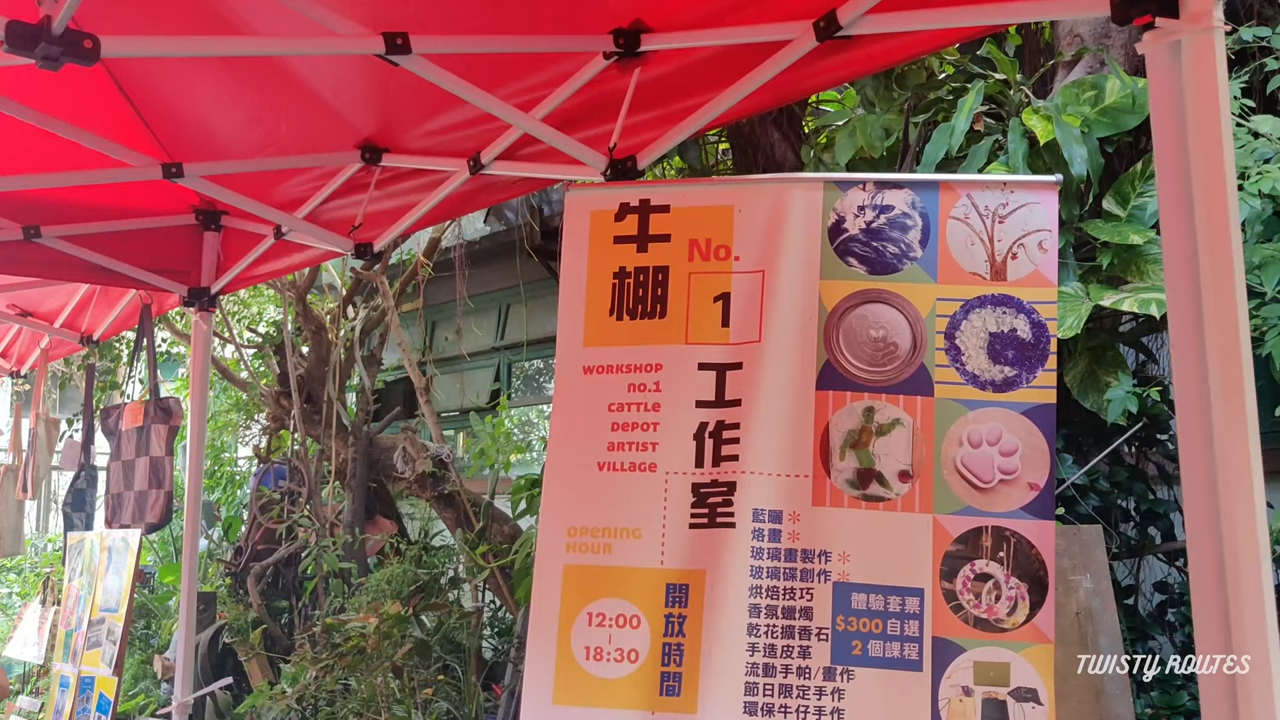 牛棚
No.
1
工作室
WORKSHOP
no.1
CaTTLe
DePOT
aRTIST
VILLage
OPENING
HOUR
開放時間
12:00
|
18:30
藍曬*
烙畫*
玻璃畫製作*
玻璃碟創作*
烘焙技巧
香氛蠟燭
乾花擴香石
手造皮革
流動手帕/畫作
節日限定手作
環保牛仔手作
體驗套票
$300自選
2個課程
TWISTY ROUTES